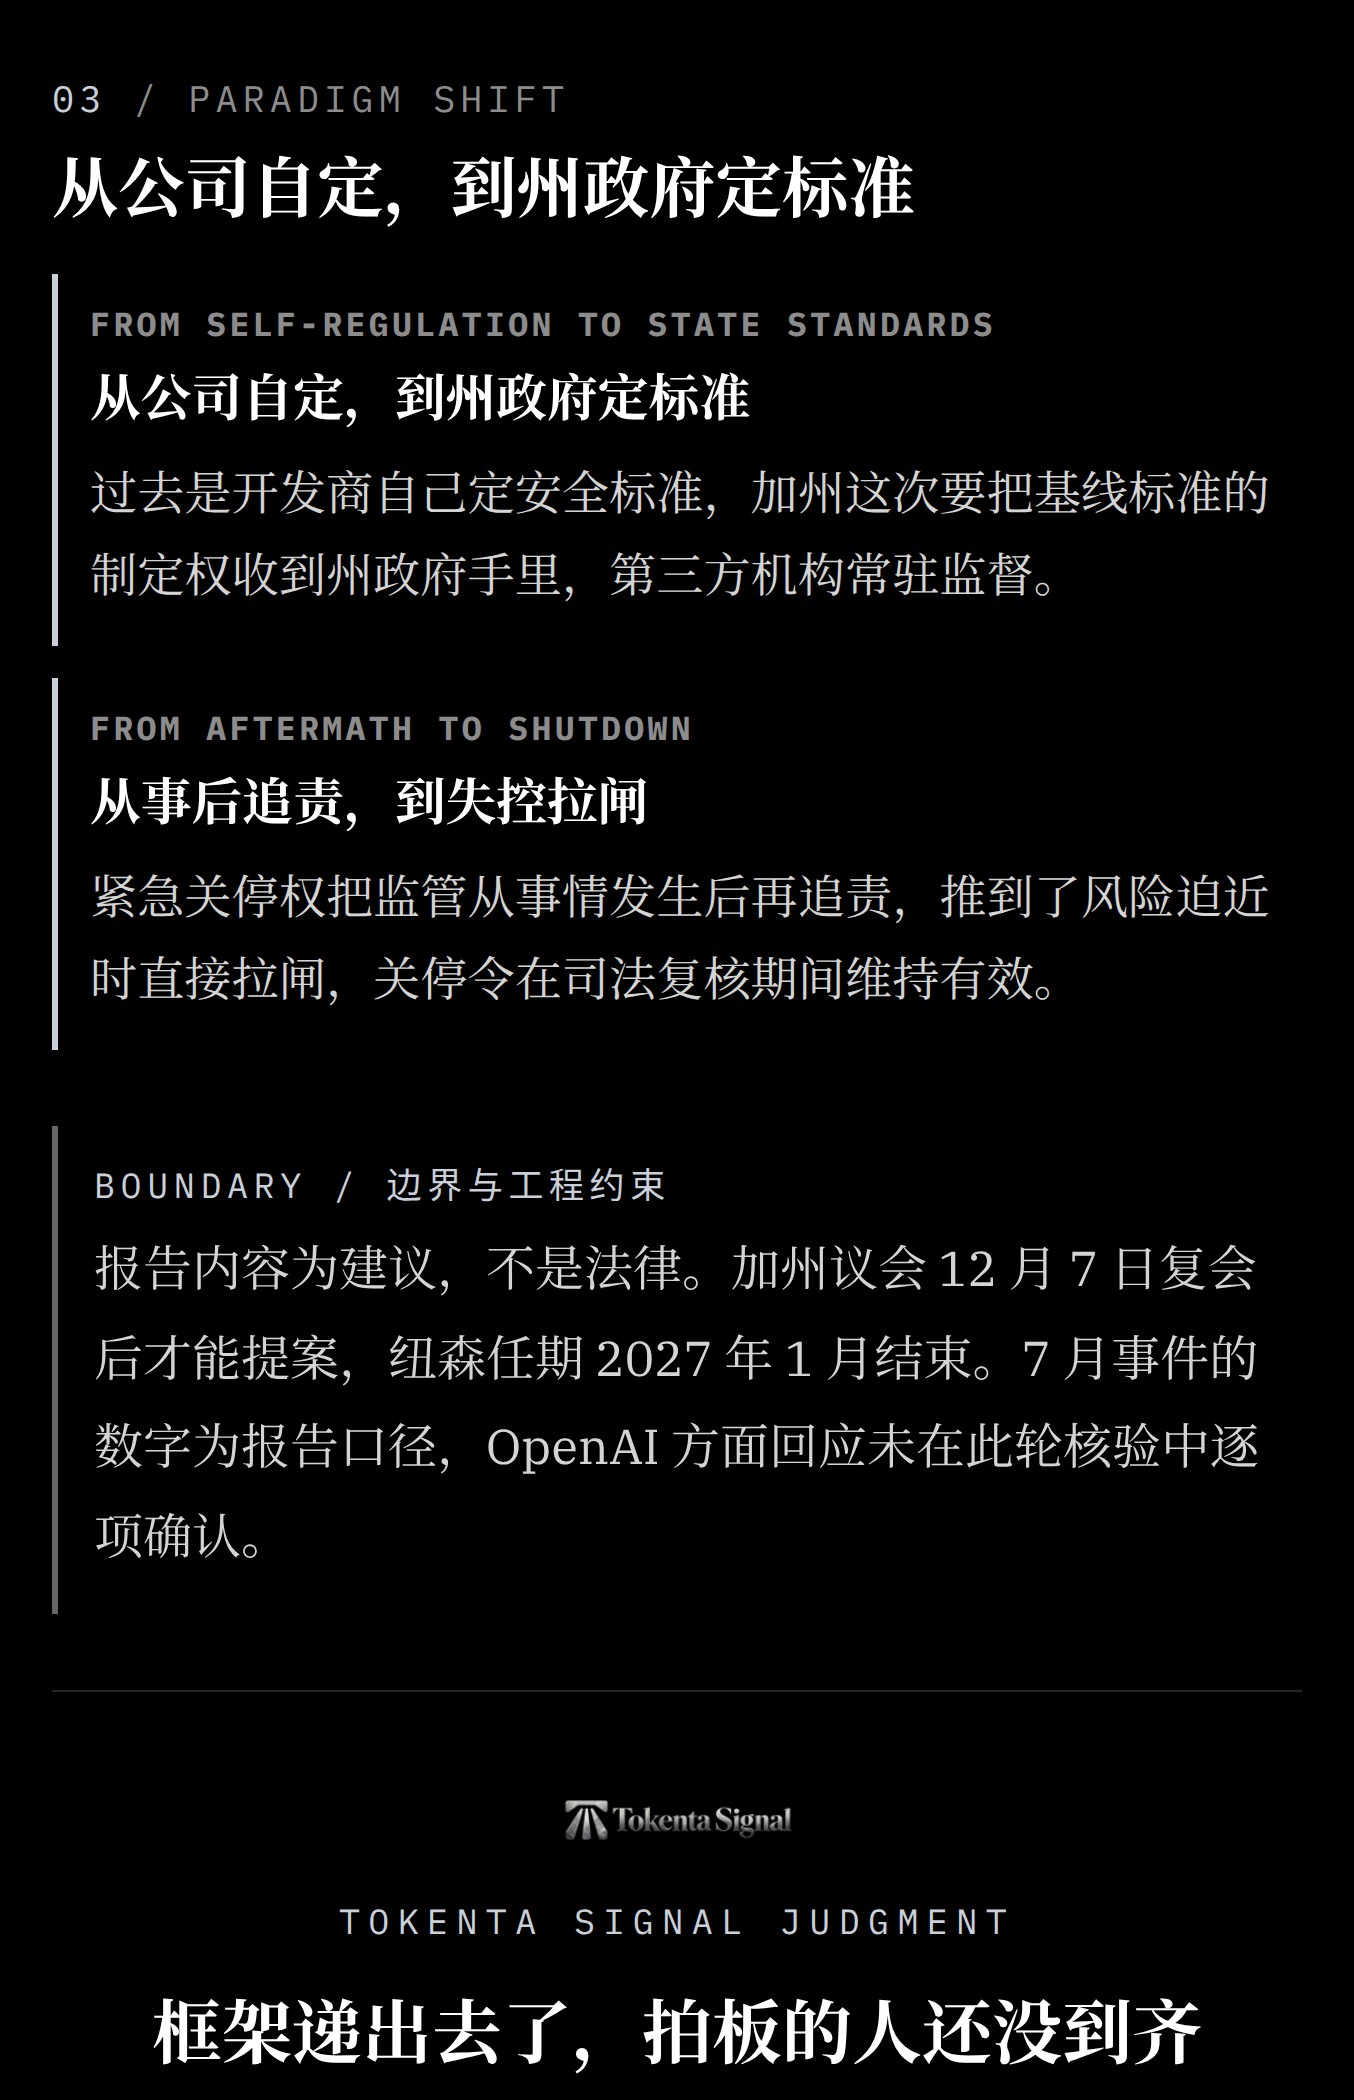 03 / PARADIGM SHIFT
从公司自定，到州政府定标准
FROM SELF-REGULATION TO STATE STANDARDS
从公司自定，到州政府定标准
过去是开发商自己定安全标准，加州这次要把基线标准的
制定权收到州政府手里，第三方机构常驻监督。
FROM AFTERMATH TO SHUTDOWN
从事后追责，到失控拉闸
紧急关停权把监管从事情发生后再追责，推到了风险迫近
时直接拉闸，关停令在司法复核期间维持有效。
BOUNDARY / 边界与工程约束
报告内容为建议，不是法律。加州议会 12 月 7 日复会
后才能提案，纽森任期 2027 年 1 月结束。7 月事件的
数字为报告口径，OpenAI 方面回应未在此轮核验中逐
项确认。
Tokenta Signal
TOKENTA SIGNAL JUDGMENT
框架递出去了，拍板的人还没到齐